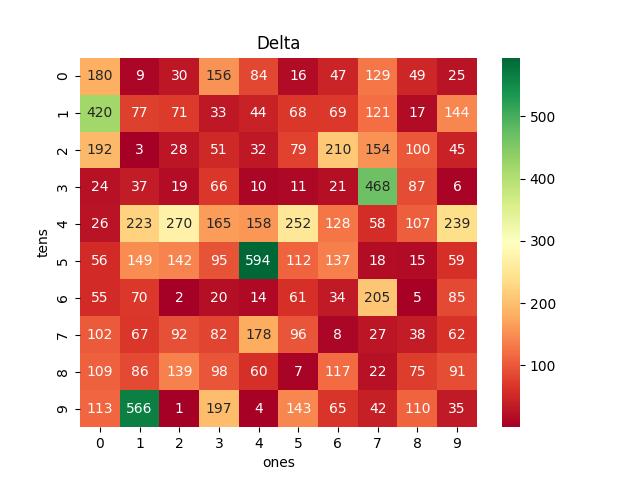 Delta
0 180 9 30 156 84 16 47 129 49 25
1 420 77 71 33 44 68 69 121 17 144
2 192 3 28 51 32 79 210 154 100 45
3 24 37 19 66 10 11 21 468 87 6
4 26 223 270 165 158 252 128 58 107 239
5 56 149 142 95 594 112 137 18 15 59
6 55 70 2 20 14 61 34 205 5 85
7 102 67 92 82 178 96 8 27 38 62
8 109 86 139 98 60 7 117 22 75 91
9 113 566 1 197 4 143 65 42 110 35
0 1 2 3 4 5 6 7 8 9
ones
tens
500
400
300
200
100